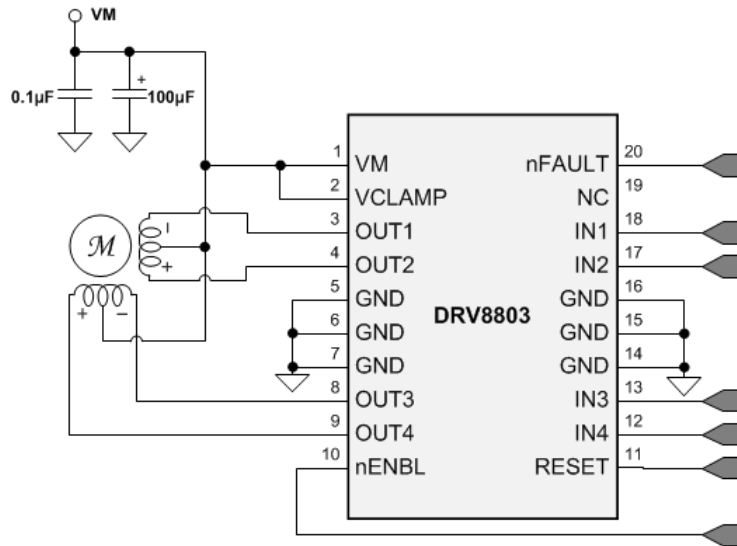 VM
0.1µF
+
100µF
1 VM nFAULT 20
2 VCLAMP NC 19
3 OUT1 IN1 18
4 OUT2 IN2 17
5 GND GND 16
6 GND DRV8803 GND 15
7 GND GND 14
8 OUT3 IN3 13
9 OUT4 IN4 12
10 nENBL RESET 11
M
–
+
+ –